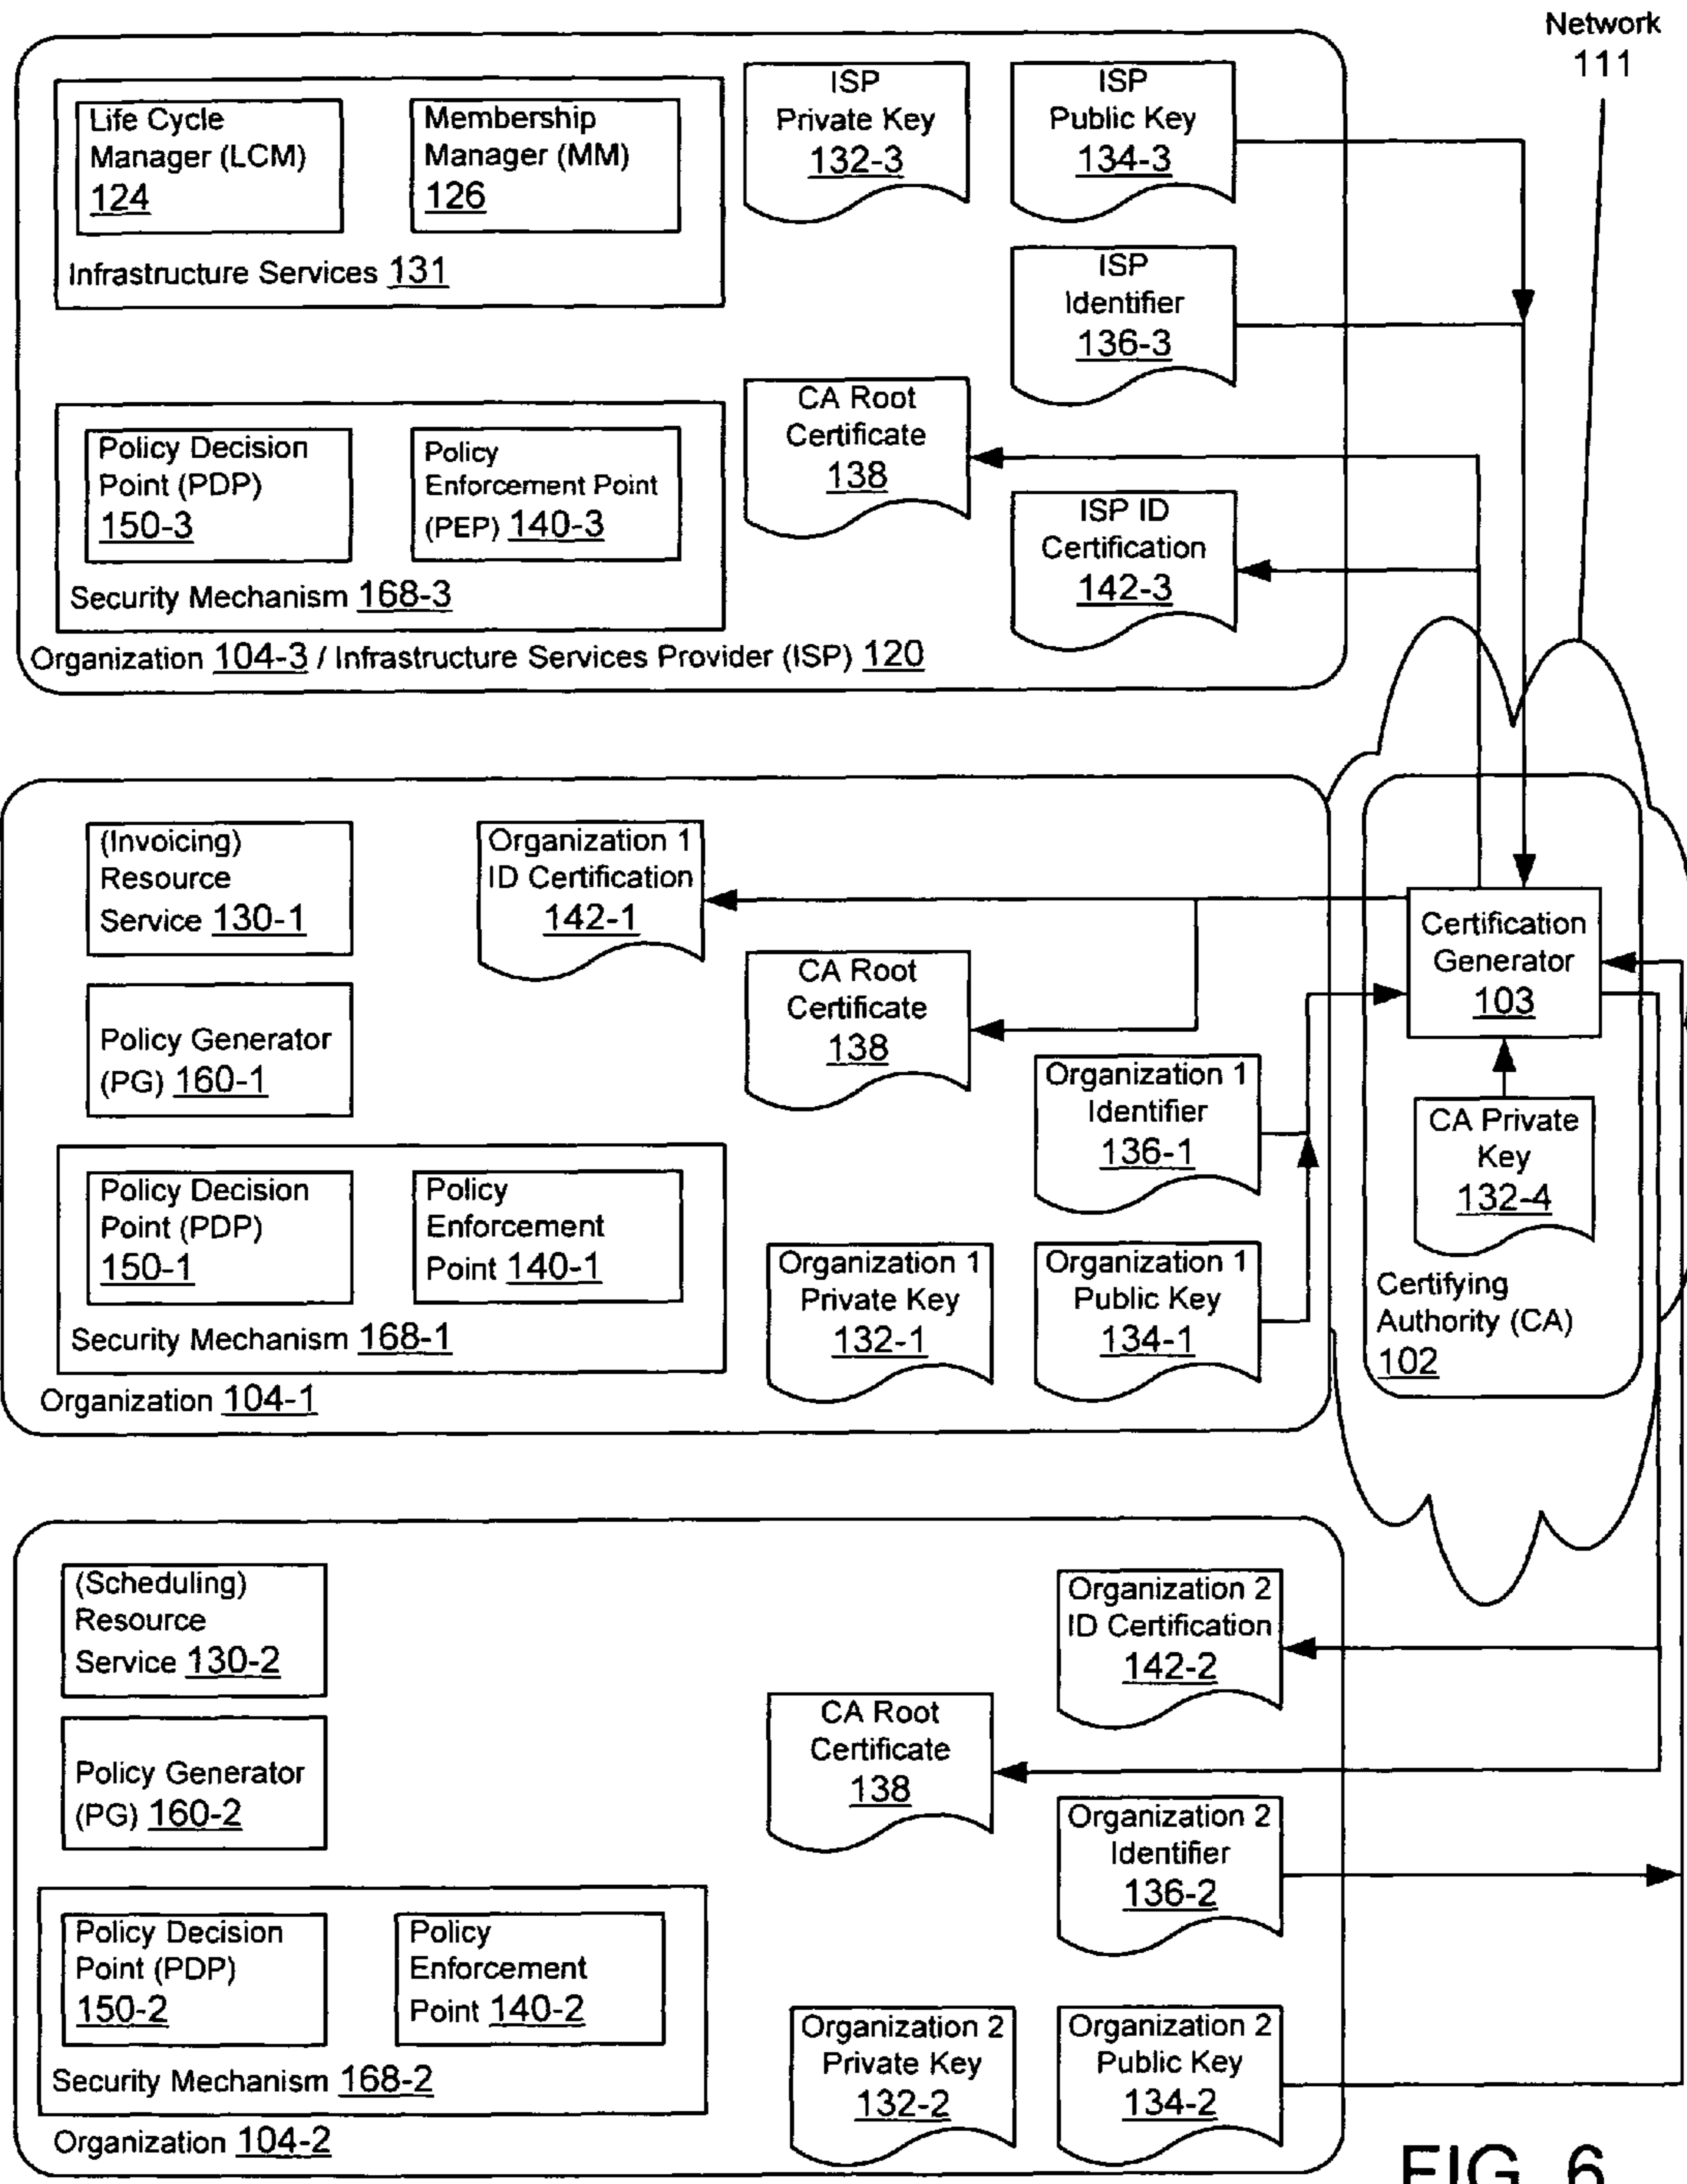 Network
111
Life Cycle
Manager (LCM)
124
Membership
Manager (MM)
126
Infrastructure Services 131
ISP
Private Key
132-3
ISP
Public Key
134-3
ISP
Identifier
136-3
CA Root
Certificate
138
ISP ID
Certification
142-3
Policy Decision
Point (PDP)
150-3
Policy
Enforcement Point
(PEP) 140-3
Security Mechanism 168-3
Organization 104-3 / Infrastructure Services Provider (ISP) 120
(Invoicing)
Resource
Service 130-1
Organization 1
ID Certification
142-1
CA Root
Certificate
138
Policy Generator
(PG) 160-1
Organization 1
Identifier
136-1
Policy Decision
Point (PDP)
150-1
Policy
Enforcement
Point 140-1
Security Mechanism 168-1
Organization 1
Private Key
132-1
Organization 1
Public Key
134-1
Organization 104-1
Certification
Generator
103
CA Private
Key
132-4
Certifying
Authority (CA)
102
(Scheduling)
Resource
Service 130-2
Organization 2
ID Certification
142-2
CA Root
Certificate
138
Policy Generator
(PG) 160-2
Organization 2
Identifier
136-2
Policy Decision
Point (PDP)
150-2
Policy
Enforcement
Point 140-2
Security Mechanism 168-2
Organization 2
Private Key
132-2
Organization 2
Public Key
134-2
Organization 104-2
FIG. 6